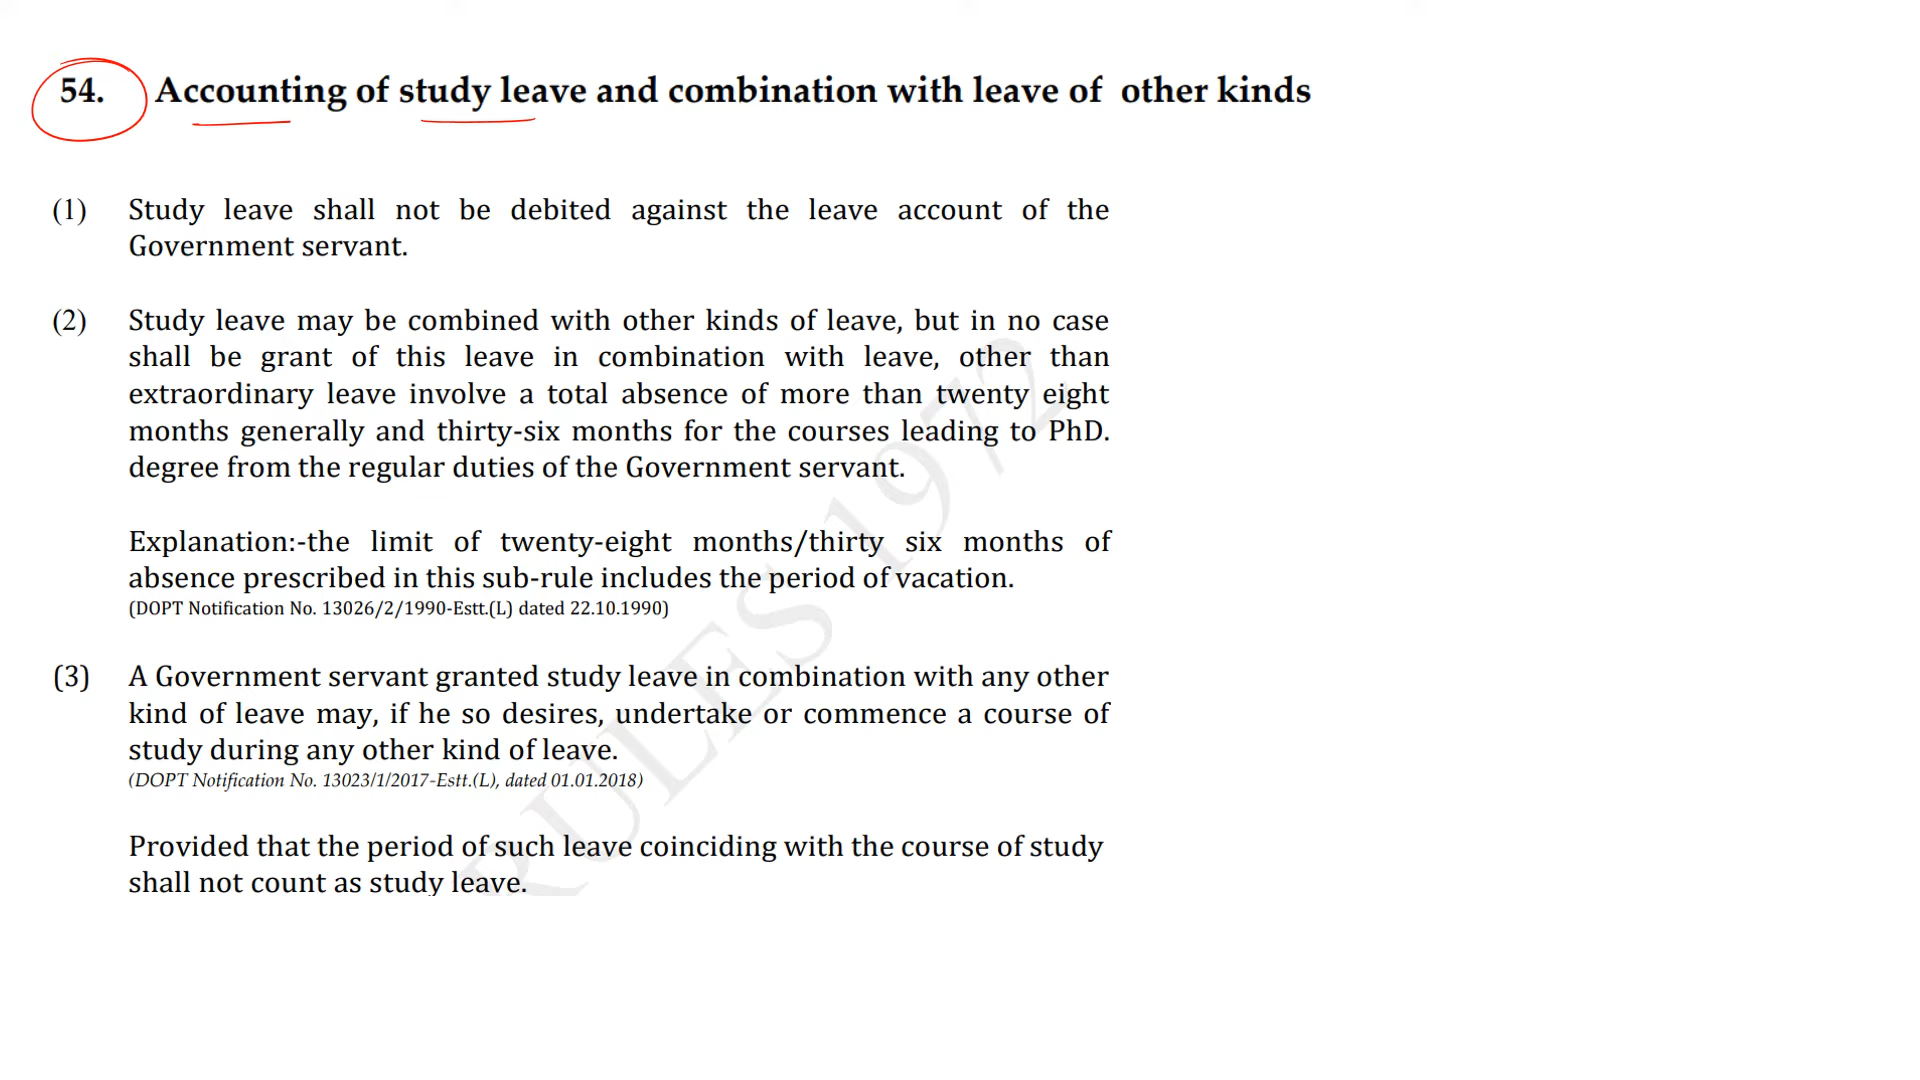 54. Accounting of study leave and combination with leave of other kinds
(1) Study leave shall not be debited against the leave account of the
Government servant.
(2) Study leave may be combined with other kinds of leave, but in no case
shall be grant of this leave in combination with leave, other than
extraordinary leave involve a total absence of more than twenty eight
months generally and thirty-six months for the courses leading to PhD.
degree from the regular duties of the Government servant.
Explanation:-the limit of twenty-eight months/thirty six months of
absence prescribed in this sub-rule includes the period of vacation.
(DOPT Notification No. 13026/2/1990-Estt.(L) dated 22.10.1990)
(3) A Government servant granted study leave in combination with any other
kind of leave may, if he so desires, undertake or commence a course of
study during any other kind of leave.
(DOPT Notification No. 13023/1/2017-Estt.(L), dated 01.01.2018)
Provided that the period of such leave coinciding with the course of study
shall not count as study leave.
RULES 1972